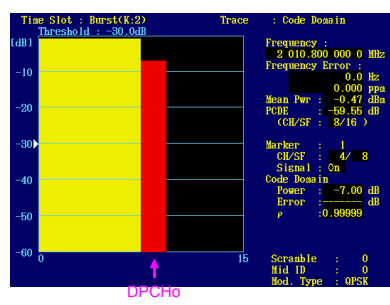 Time Slot : Burst(K:2) Trace : Code Domain
Threshold : -30.0dB
[dB]
Frequency :
2 010.800 000 0 MHz
Frequency Error :
0.0 Hz
0.000 ppm
Mean Pwr : -0.47 dBm
PCDE : -59.55 dB
(CH/SF : 8/16 )
Marker : 1
CH/SF : 4/ 8
Signal : On
Code Domain
Power : -7.00 dB
Error :------- dB
ρ :0.99999
Scramble : 0
Mid ID : 0
Mod. Type : QPSK
-10
-20
-30
-40
-50
-60
0 15
DPCHo